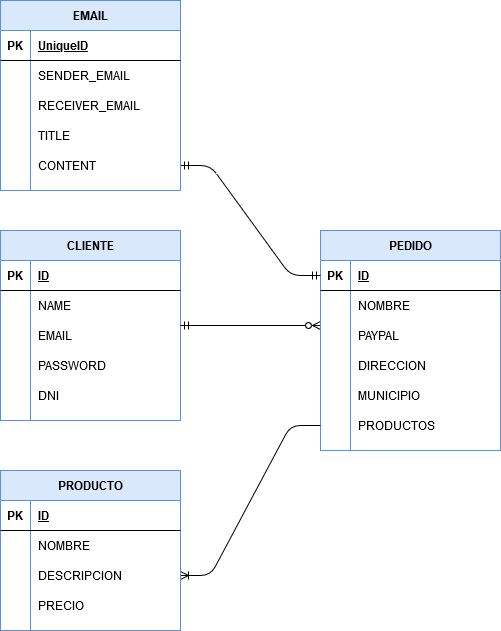 EMAIL
PK UniqueID
SENDER_EMAIL
RECEIVER_EMAIL
TITLE
CONTENT
CLIENTE
PK ID
NAME
EMAIL
PASSWORD
DNI
PEDIDO
PK ID
NOMBRE
PAYPAL
DIRECCION
MUNICIPIO
PRODUCTOS
PRODUCTO
PK ID
NOMBRE
DESCRIPCION
PRECIO